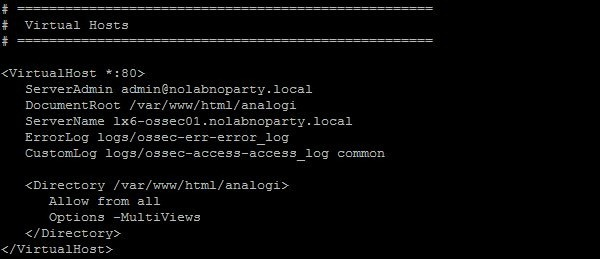 # ====================================================
#  Virtual Hosts
# ====================================================

<VirtualHost *:80>
   ServerAdmin admin@nolabnoparty.local
   DocumentRoot /var/www/html/analogi
   ServerName lx6-ossec01.nolabnoparty.local
   ErrorLog logs/ossec-err-error_log
   CustomLog logs/ossec-access-access_log common

   <Directory /var/www/html/analogi>
      Allow from all
      Options -MultiViews
   </Directory>
</VirtualHost>